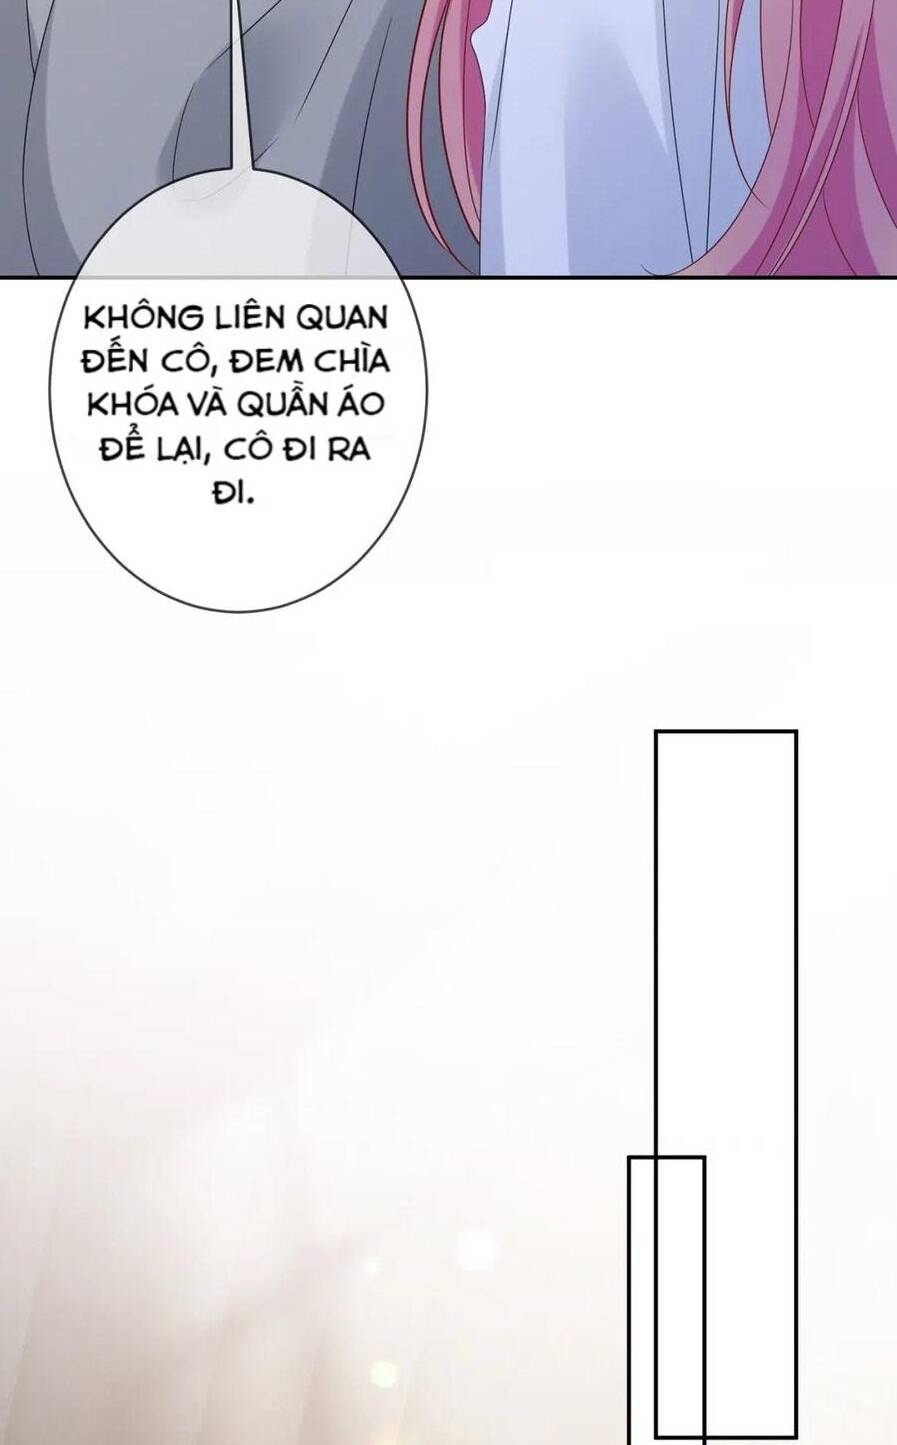 KHÔNG LIÊN QUAN
ĐẾN CÔ, ĐEM CHÌA
KHÓA VÀ QUẦN ÁO
ĐỂ LẠI, CÔ ĐI RA
ĐI.